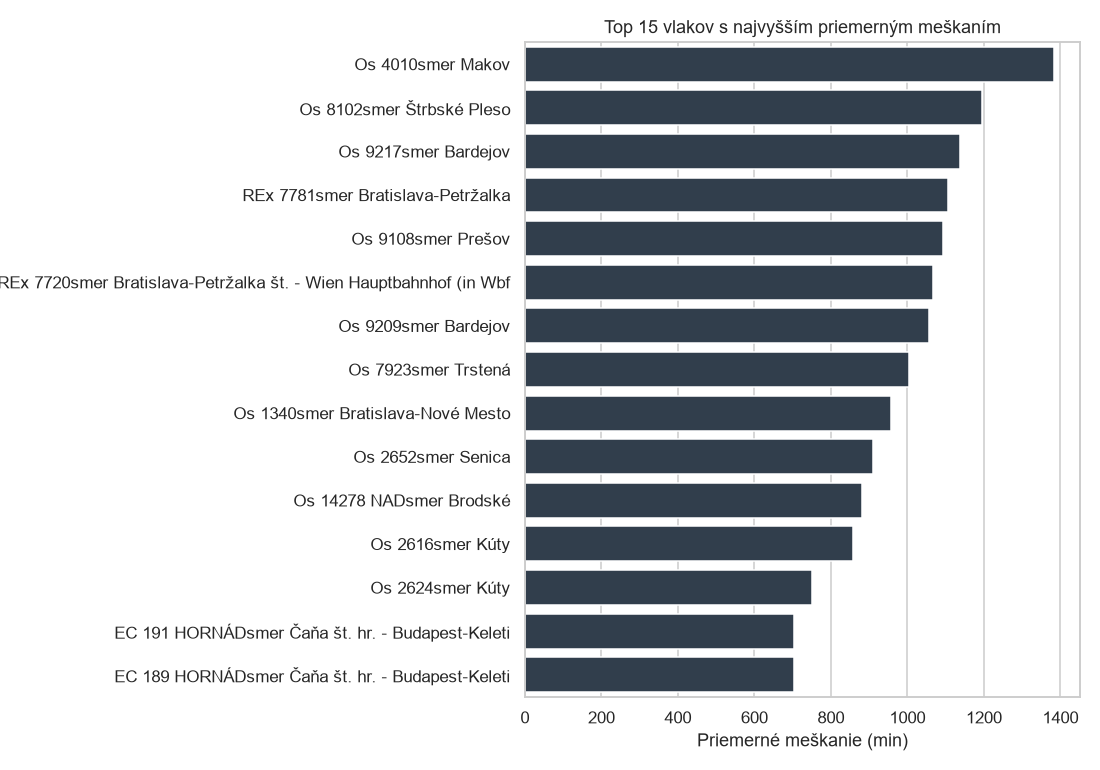 Top 15 vlakov s najvyšším priemerným meškaním
Os 4010smer Makov
Os 8102smer Štrbské Pleso
Os 9217smer Bardejov
REx 7781smer Bratislava-Petržalka
Os 9108smer Prešov
REx 7720smer Bratislava-Petržalka št. - Wien Hauptbahnhof (in Wbf
Os 9209smer Bardejov
Os 7923smer Trstená
Os 1340smer Bratislava-Nové Mesto
Os 2652smer Senica
Os 14278 NADsmer Brodské
Os 2616smer Kúty
Os 2624smer Kúty
EC 191 HORNÁDsmer Čaňa št. hr. - Budapest-Keleti
EC 189 HORNÁDsmer Čaňa št. hr. - Budapest-Keleti
0 200 400 600 800 1000 1200 1400
Priemerné meškanie (min)